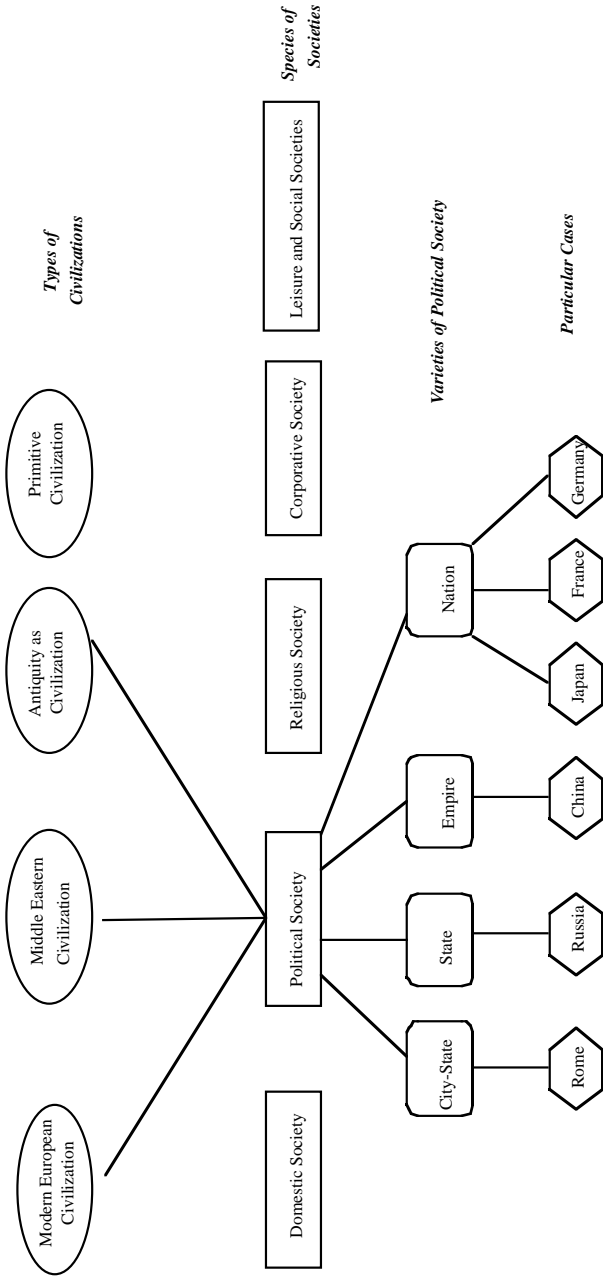 Modern European
Civilization
Middle Eastern
Civilization
Antiquity as
Civilization
Primitive
Civilization
Types of
Civilizations
Domestic Society
Political Society
Religious Society
Corporative Society
Leisure and Social Societies
Species of
Societies
City-State
State
Empire
Nation
Varieties of Political Society
Rome
Russia
China
Japan
France
Germany
Particular Cases